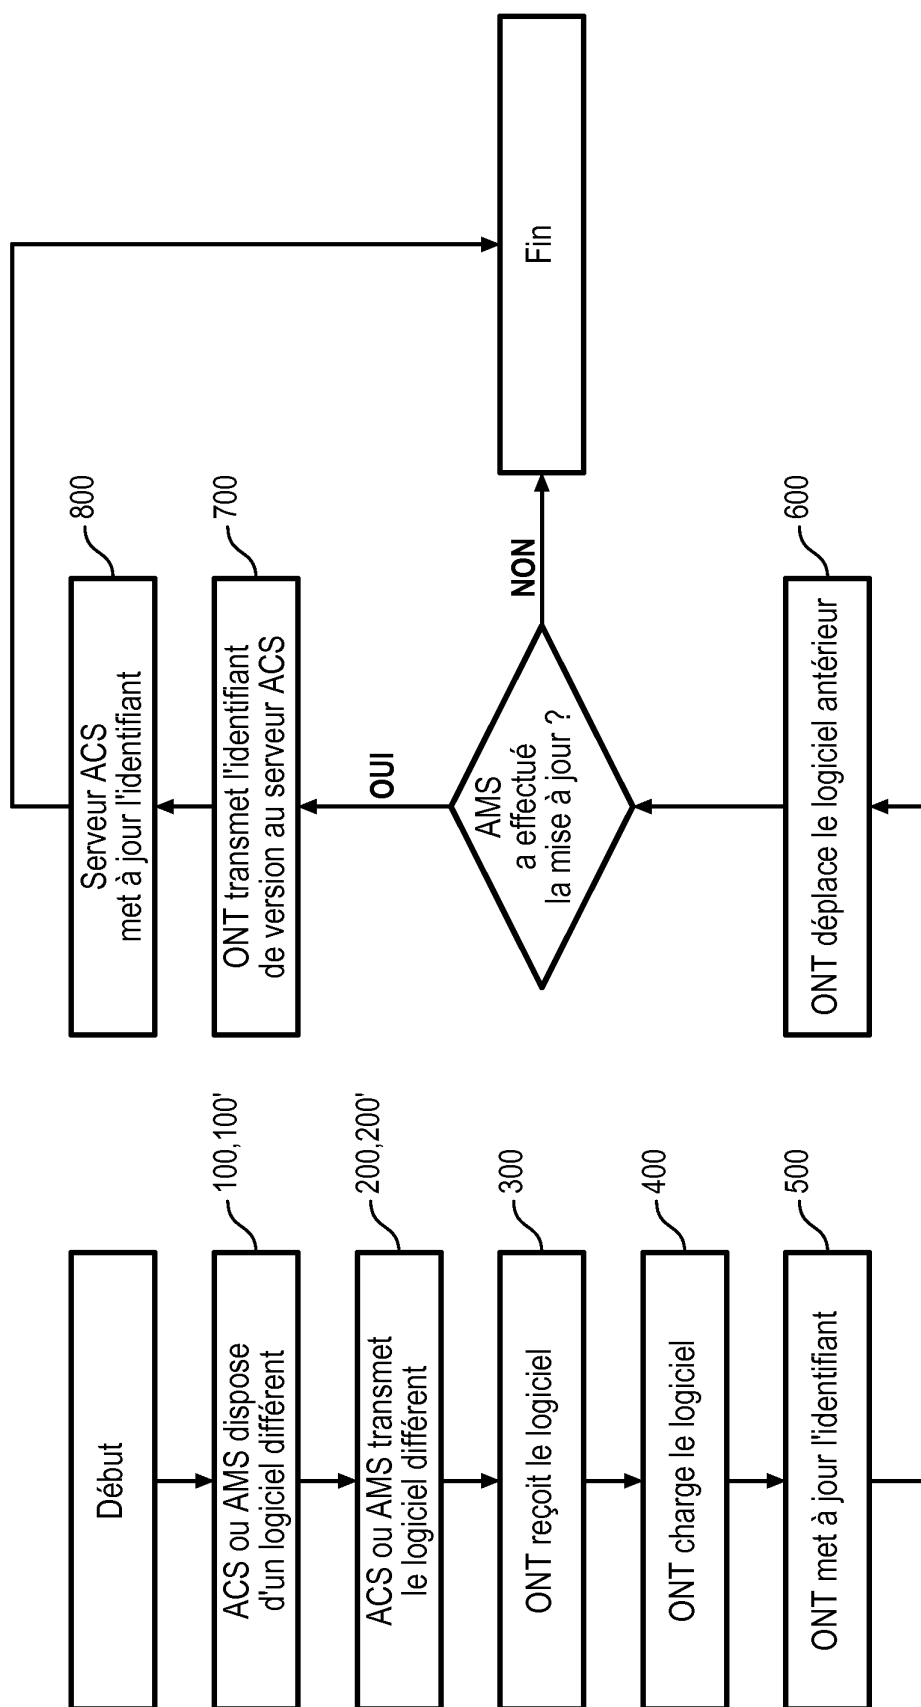 Début
ACS ou AMS dispose
d'un logiciel différent
100,100'
ACS ou AMS transmet
le logiciel différent
200,200'
ONT reçoit le logiciel
300
ONT charge le logiciel
400
ONT met à jour l'identifiant
500
ONT déplace le logiciel antérieur
600
AMS
a effectué
la mise à jour ?
OUI
NON
ONT transmet l'identifiant
de version au serveur ACS
700
Serveur ACS
met à jour l'identifiant
800
Fin